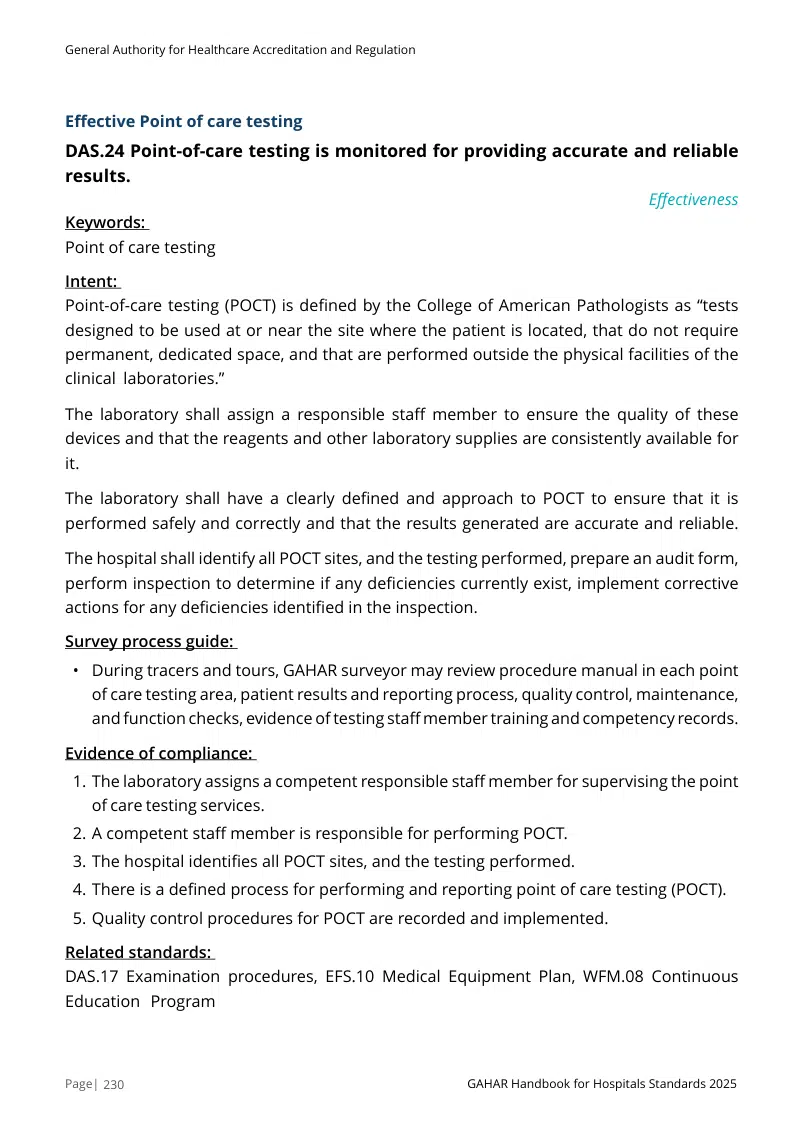 General Authority for Healthcare Accreditation and Regulation
Effective Point of care testing
DAS.24 Point-of-care testing is monitored for providing accurate and reliable
results.
Effectiveness
Keywords:
Point of care testing
Intent:
Point-of-care testing (POCT) is defined by the College of American Pathologists as “tests
designed to be used at or near the site where the patient is located, that do not require
permanent, dedicated space, and that are performed outside the physical facilities of the
clinical laboratories.”
The laboratory shall assign a responsible staff member to ensure the quality of these
devices and that the reagents and other laboratory supplies are consistently available for
it.
The laboratory shall have a clearly defined and approach to POCT to ensure that it is
performed safely and correctly and that the results generated are accurate and reliable.
The hospital shall identify all POCT sites, and the testing performed, prepare an audit form,
perform inspection to determine if any deficiencies currently exist, implement corrective
actions for any deficiencies identified in the inspection.
Survey process guide:
• During tracers and tours, GAHAR surveyor may review procedure manual in each point
of care testing area, patient results and reporting process, quality control, maintenance,
and function checks, evidence of testing staff member training and competency records.
Evidence of compliance:
1. The laboratory assigns a competent responsible staff member for supervising the point
of care testing services.
2. A competent staff member is responsible for performing POCT.
3. The hospital identifies all POCT sites, and the testing performed.
4. There is a defined process for performing and reporting point of care testing (POCT).
5. Quality control procedures for POCT are recorded and implemented.
Related standards:
DAS.17 Examination procedures, EFS.10 Medical Equipment Plan, WFM.08 Continuous
Education Program
Page| 230
GAHAR Handbook for Hospitals Standards 2025